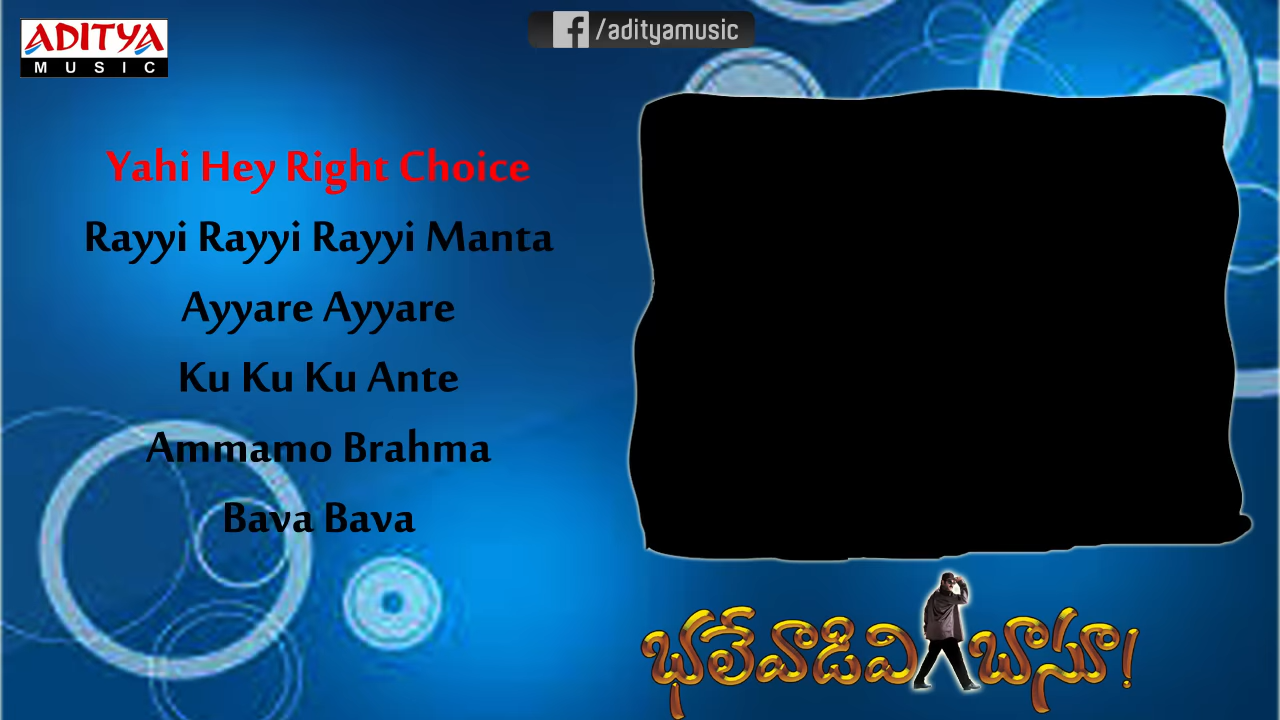 ADITYA
MUSIC
/adityamusic
Yahi Hey Right Choice
Rayyi Rayyi Rayyi Manta
Ayyare Ayyare
Ku Ku Ku Ante
Ammamo Brahma
Bava Bava
భలేవాడివి బాసూ!